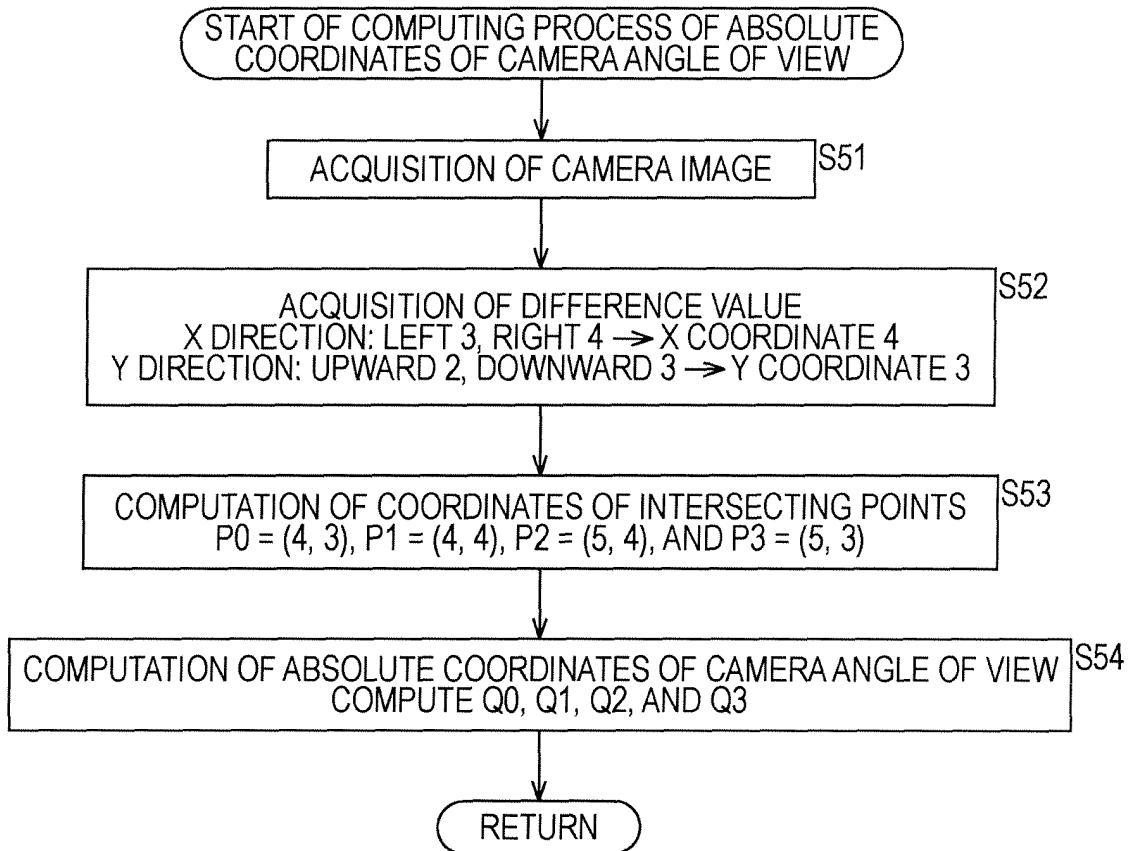 START OF COMPUTING PROCESS OF ABSOLUTE
COORDINATES OF CAMERA ANGLE OF VIEW
ACQUISITION OF CAMERA IMAGE
S51
ACQUISITION OF DIFFERENCE VALUE
S52
X DIRECTION: LEFT 3, RIGHT 4 → X COORDINATE 4
Y DIRECTION: UPWARD 2, DOWNWARD 3 → Y COORDINATE 3
COMPUTATION OF COORDINATES OF INTERSECTING POINTS
S53
P0 = (4, 3), P1 = (4, 4), P2 = (5, 4), AND P3 = (5, 3)
COMPUTATION OF ABSOLUTE COORDINATES OF CAMERA ANGLE OF VIEW
S54
COMPUTE Q0, Q1, Q2, AND Q3
RETURN